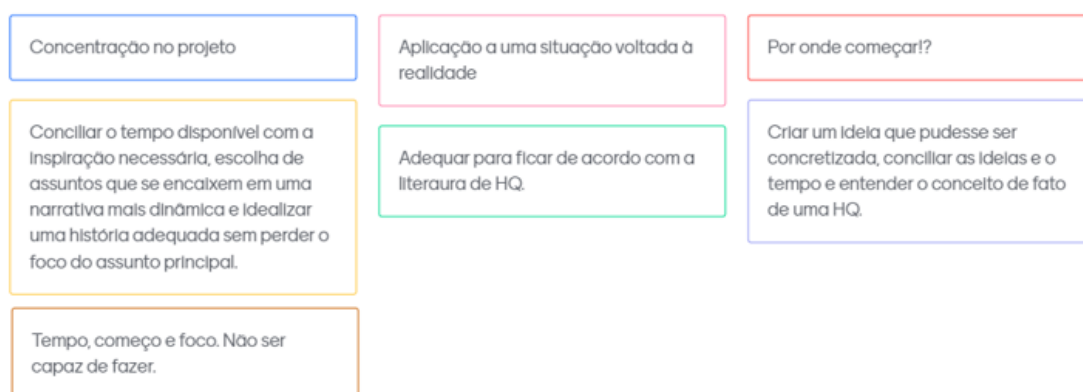 Concentração no projeto
Aplicação a uma situação voltada à
realidade
Por onde começar!?
Conciliar o tempo disponível com a
inspiração necessária, escolha de
assuntos que se encaixem em uma
narrativa mais dinâmica e idealizar
uma história adequada sem perder o
foco do assunto principal.
Adequar para ficar de acordo com a
literaura de HQ.
Criar um ideia que pudesse ser
concretizada, conciliar as ideias e o
tempo e entender o conceito de fato
de uma HQ.
Tempo, começo e foco. Não ser
capaz de fazer.